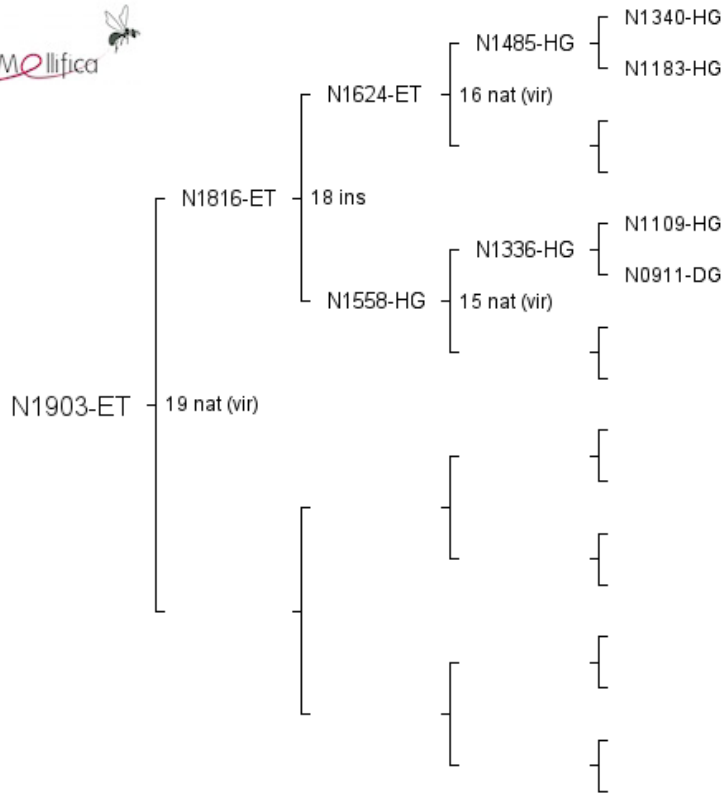 Mellifica
N1340-HG
N1485-HG
N1183-HG
N1624-ET
16 nat (vir)
N1816-ET
18 ins
N1109-HG
N1336-HG
N0911-DG
N1558-HG
15 nat (vir)
N1903-ET
19 nat (vir)